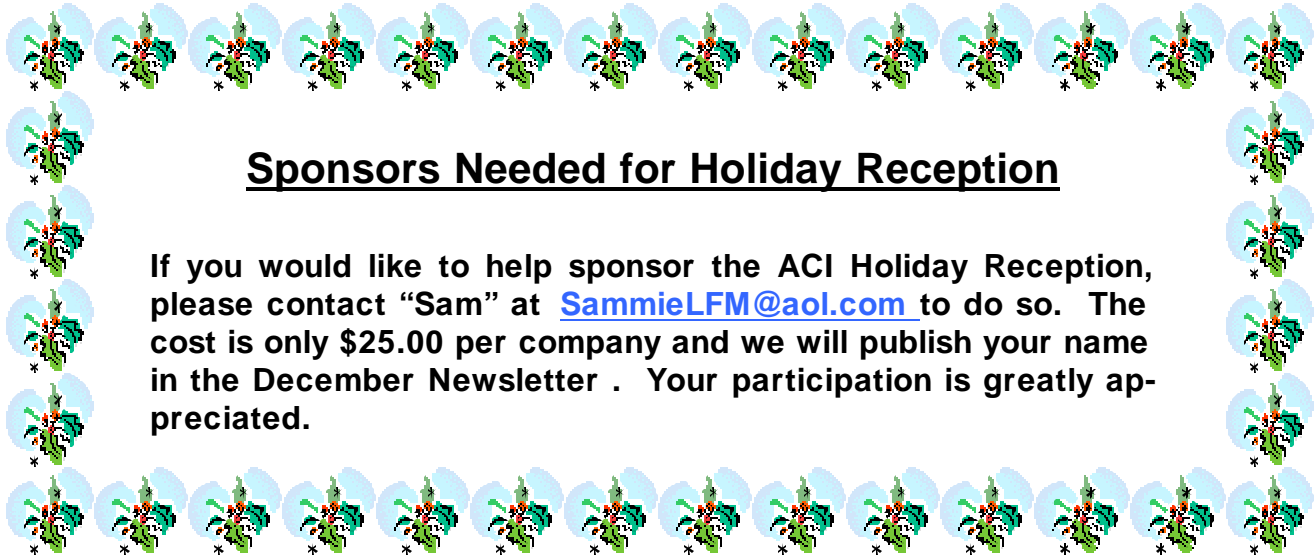 Sponsors Needed for Holiday Reception
If you would like to help sponsor the ACI Holiday Reception,
please contact “Sam” at SammieLFM@aol.com to do so. The
cost is only $25.00 per company and we will publish your name
in the December Newsletter . Your participation is greatly ap-
preciated.